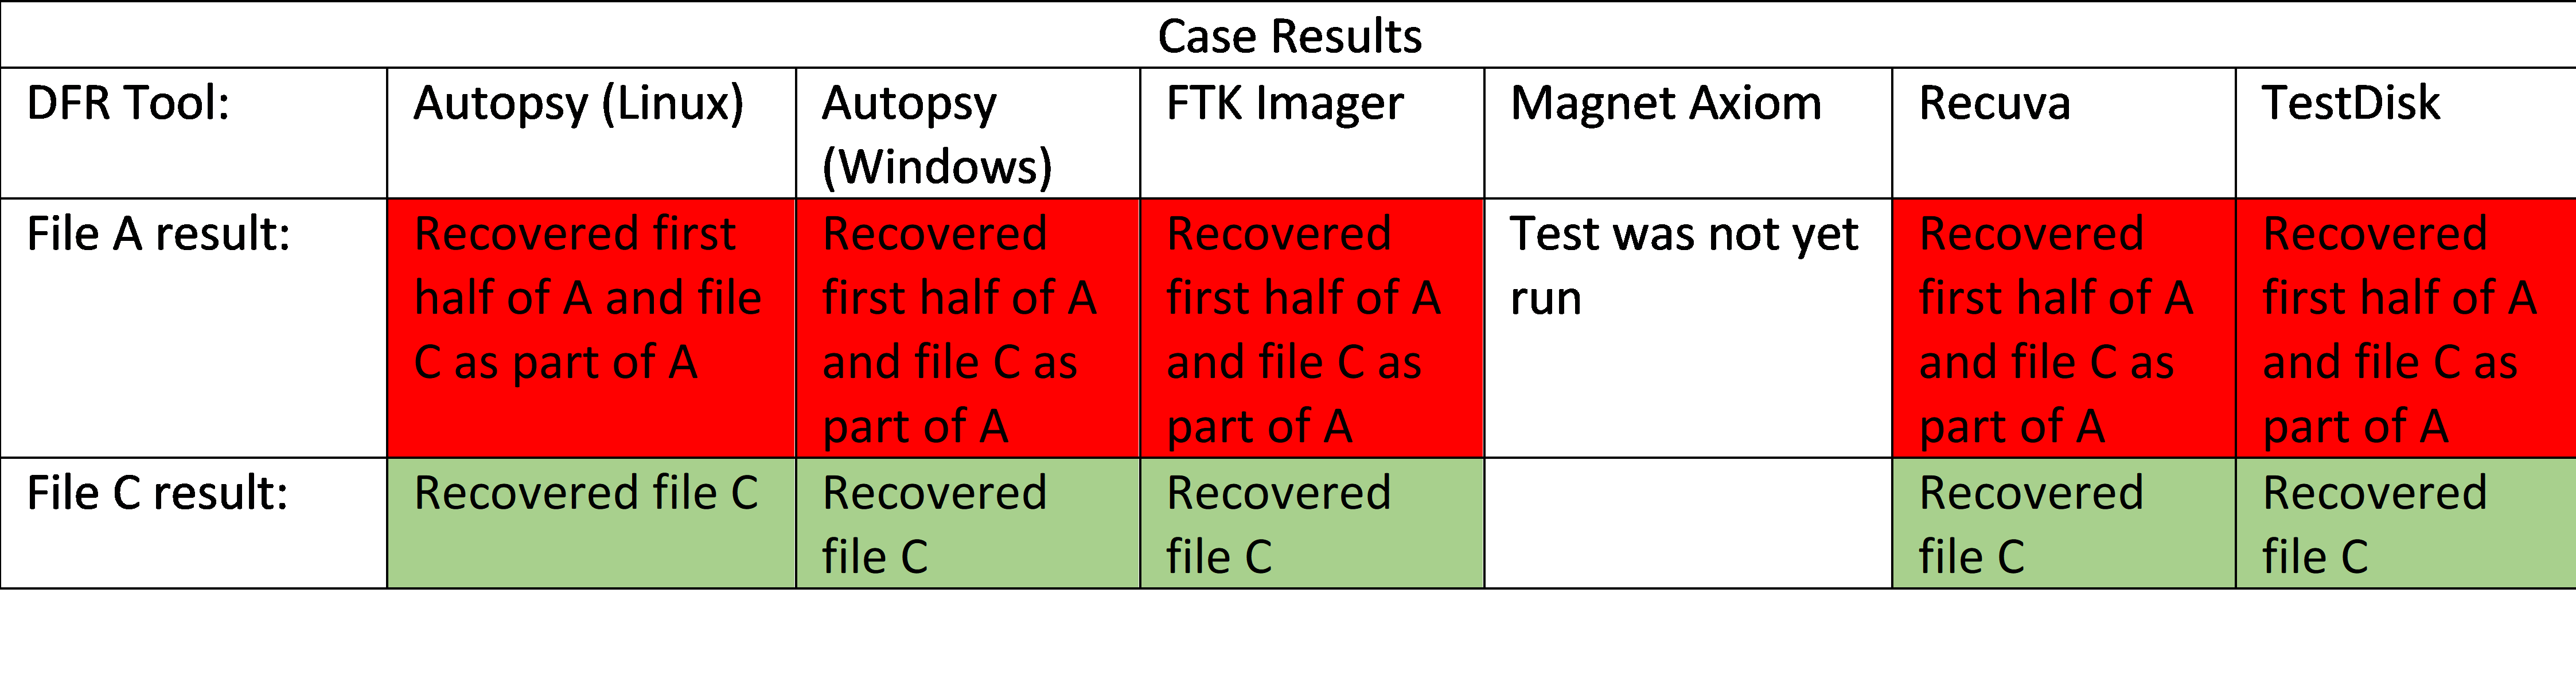 Case Results
DFR Tool:
Autopsy (Linux)
Autopsy
(Windows)
FTK Imager
Magnet Axiom
Recuva
TestDisk
File A result:
Recovered first
half of A and file
C as part of A
Recovered
first half of A
and file C as
part of A
Recovered
first half of A
and file C as
part of A
Test was not yet
run
Recovered
first half of A
and file C as
part of A
Recovered
first half of A
and file C as
part of A
File C result:
Recovered file C
Recovered
file C
Recovered
file C
Recovered
file C
Recovered
file C